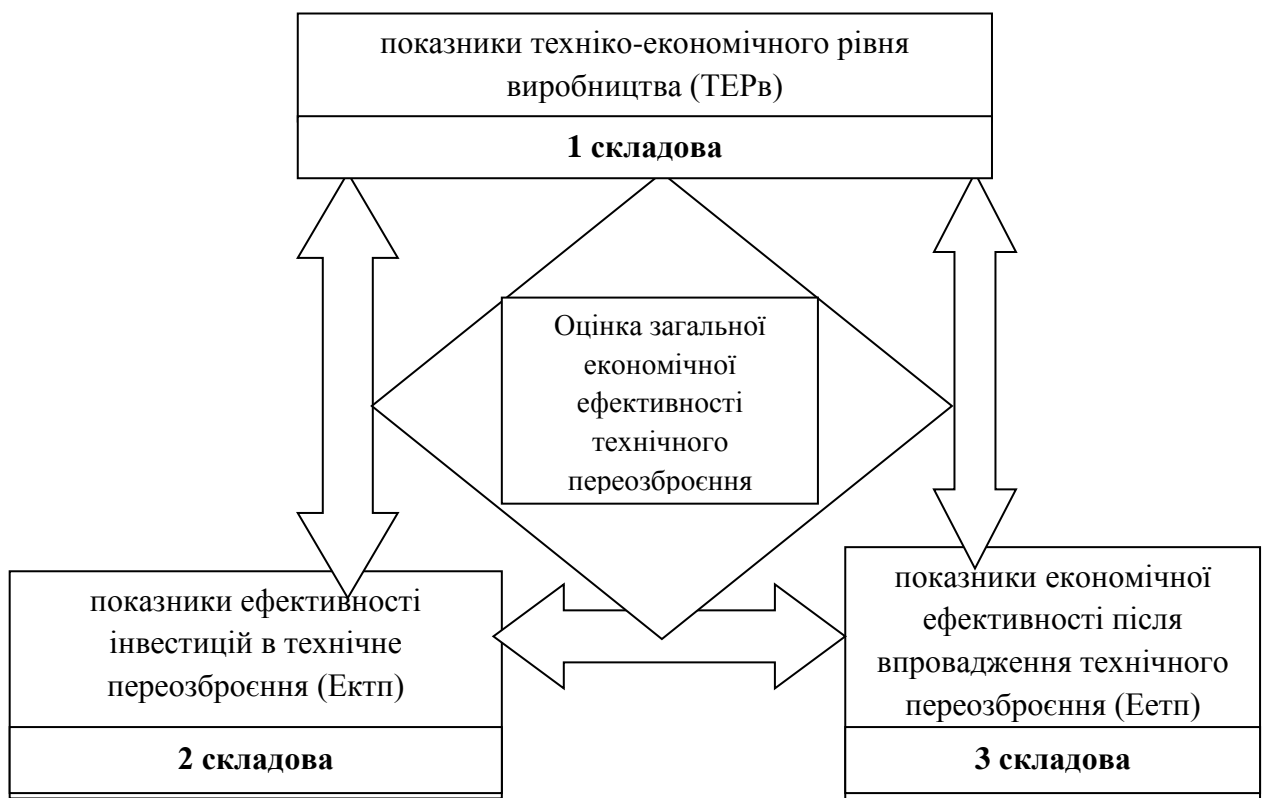 показники техніко-економічного рівня
виробництва (ТЕРв)
1 складова
Оцінка загальної
економічної
ефективності
технічного
переозброєння
показники ефективності
інвестицій в технічне
переозброєння (Ектп)
2 складова
показники економічної
ефективності після
впровадження технічного
переозброєння (Еетп)
3 складова